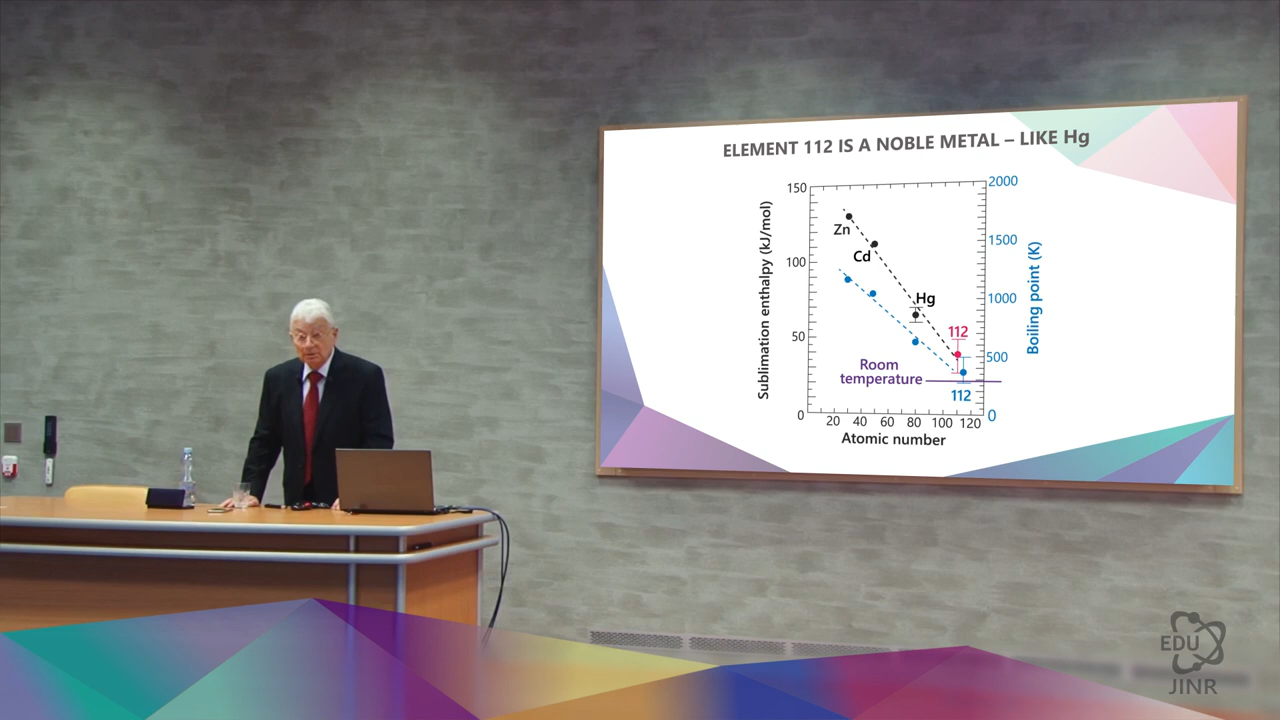 ELEMENT 112 IS A NOBLE METAL – LIKE Hg
Sublimation enthalpy (kJ/mol)
150
100
50
0
Zn
Cd
Hg
112
Room
temperature
112
2000
1500
1000
500
0
Boiling point (K)
20 40 60 80 100 120
Atomic number
EDU
JINR